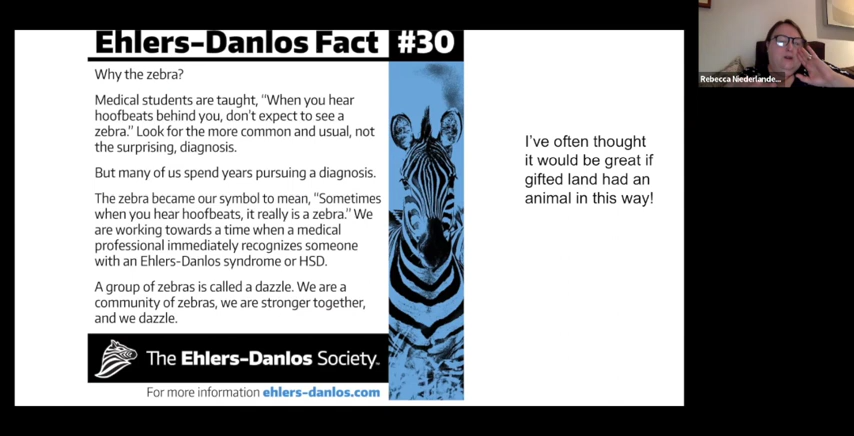 Ehlers-Danlos Fact #30
Why the zebra?
Medical students are taught, “When you hear
hoofbeats behind you, don’t expect to see a
zebra.” Look for the more common and usual, not
the surprising, diagnosis.
But many of us spend years pursuing a diagnosis.
The zebra became our symbol to mean, “Sometimes
when you hear hoofbeats, it really is a zebra.” We
are working towards a time when a medical
professional immediately recognizes someone
with an Ehlers-Danlos syndrome or HSD.
A group of zebras is called a dazzle. We are a
community of zebras, we are stronger together,
and we dazzle.
The Ehlers-Danlos Society.
For more information ehlers-danlos.com
I’ve often thought
it would be great if
gifted land had an
animal in this way!
Rebecca Niederlande...